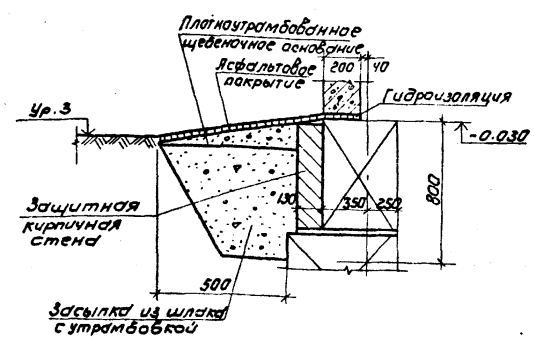 Плотноутрамбованное
щебеночное основание
Асфальтовое
покрытие
200
40
Гидроизоляция
Ур. 3
-0.030
Защитная
кирпичная
стена
130
350
250
800
500
Засыпка из шлака
с утрамбовкой